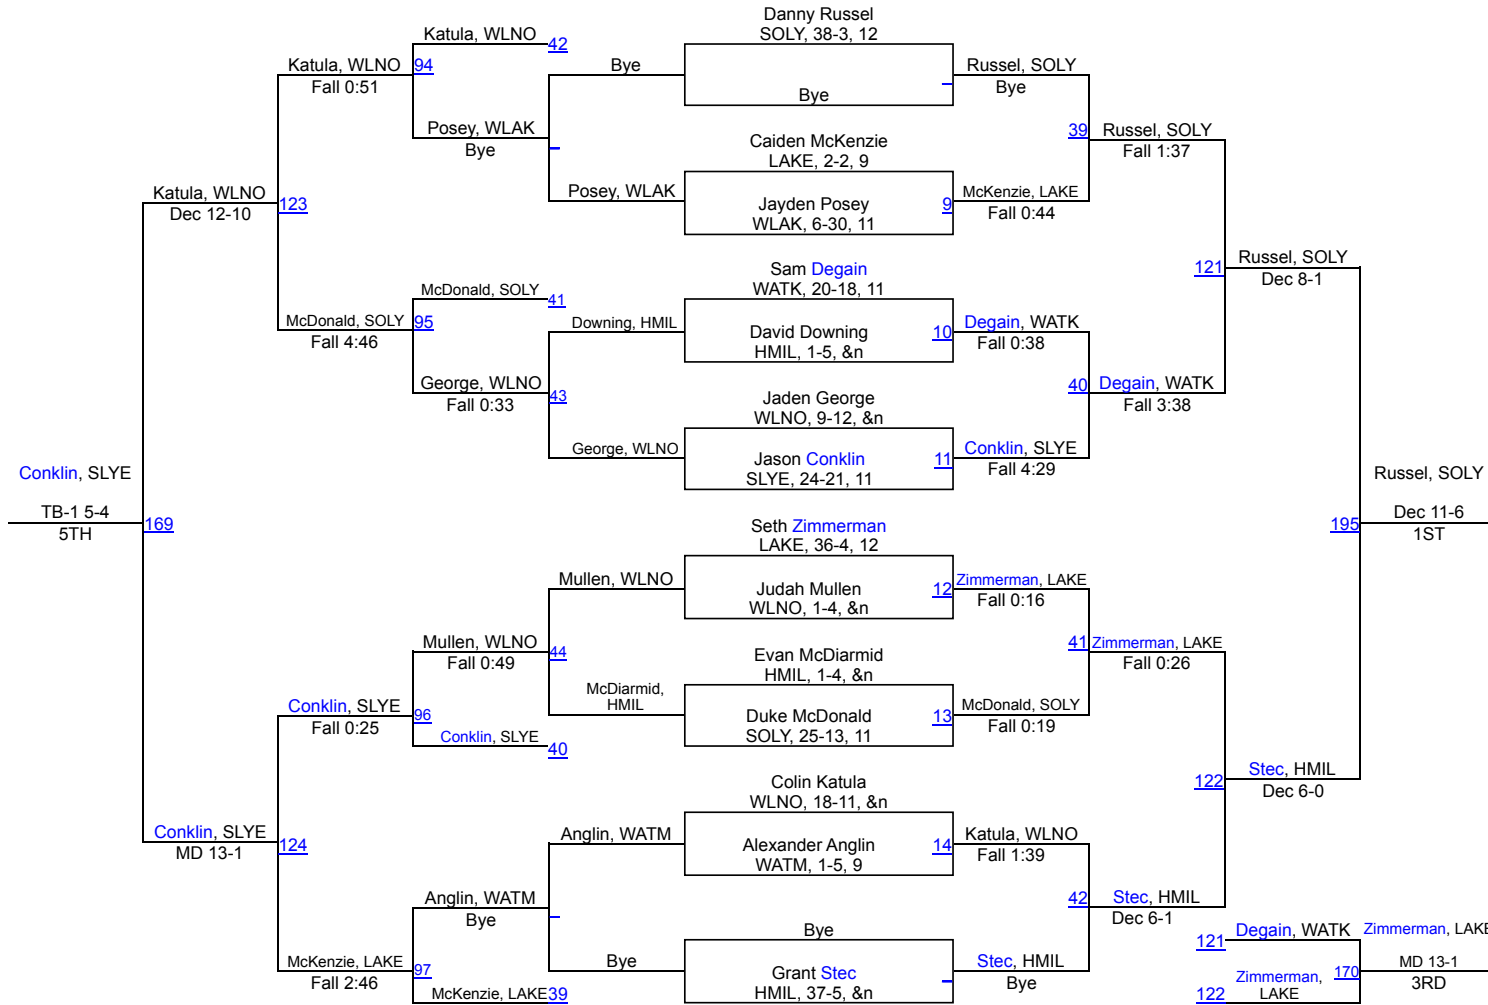 Danny Russel
SOLY, 38-3, 12
Bye
Caiden McKenzie
LAKE, 2-2, 9
Jayden Posey
WLAK, 6-30, 11
9
Sam Degain
WATK, 20-18, 11
David Downing
HMIL, 1-5, &n
10
Jaden George
WLNO, 9-12, &n
Jason Conklin
SLYE, 24-21, 11
11
Seth Zimmerman
LAKE, 36-4, 12
Judah Mullen
WLNO, 1-4, &n
12
Evan McDiarmid
HMIL, 1-4, &n
Duke McDonald
SOLY, 25-13, 11
13
Colin Katula
WLNO, 18-11, &n
Alexander Anglin
WATM, 1-5, 9
14
Bye
Grant Stec
HMIL, 37-5, &n
Russel, SOLY
Bye
39
McKenzie, LAKE
Fall 0:44
Degain, WATK
Fall 0:38
40
Conklin, SLYE
Fall 4:29
Zimmerman, LAKE
Fall 0:16
41
McDonald, SOLY
Fall 0:19
Katula, WLNO
Fall 1:39
42
Stec, HMIL
Bye
Russel, SOLY
Fall 1:37
121
Degain, WATK
Fall 3:38
Zimmerman, LAKE
Fall 0:26
122
Stec, HMIL
Dec 6-1
Russel, SOLY
Dec 8-1
195
Stec, HMIL
Dec 6-0
Russel, SOLY
Dec 11-6
1ST
121
Degain, WATK
122
Zimmerman,
LAKE
170
Zimmerman, LAKE
MD 13-1
3RD
Bye
Posey, WLAK
Downing, HMIL
George, WLNO
Mullen, WLNO
McDiarmid,
HMIL
Anglin, WATM
Bye
Katula, WLNO
42
94
Posey, WLAK
Bye
McDonald, SOLY
41
95
George, WLNO
Fall 0:33
43
Mullen, WLNO
Fall 0:49
44
96
Conklin, SLYE
40
Anglin, WATM
Bye
97
McKenzie, LAKE
39
Katula, WLNO
Fall 0:51
123
McDonald, SOLY
Fall 4:46
Conklin, SLYE
Fall 0:25
124
McKenzie, LAKE
Fall 2:46
Katula, WLNO
Dec 12-10
169
Conklin, SLYE
MD 13-1
Conklin, SLYE
TB-1 5-4
5TH